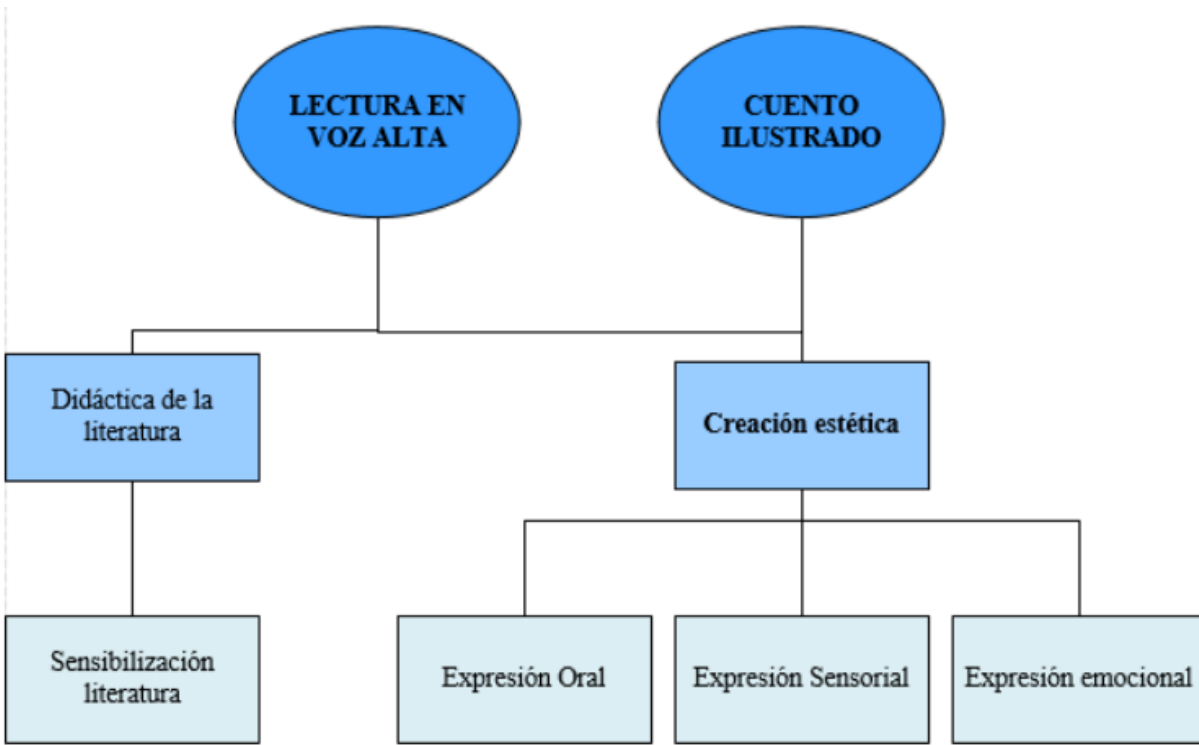 LECTURA EN
VOZ ALTA
CUENTO
ILUSTRADO
Didáctica de la
literatura
Creación estética
Sensibilización
literatura
Expresión Oral
Expresión Sensorial
Expresión emocional